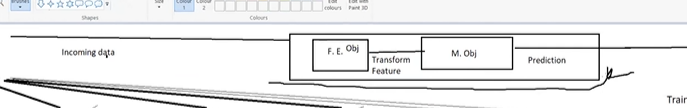 Shapes
Size
Colour 1
Colour 2
Colours
Edit colours
Edit with Paint 3D
Incoming data
F. E. Obj
Transform Feature
M. Obj
Prediction